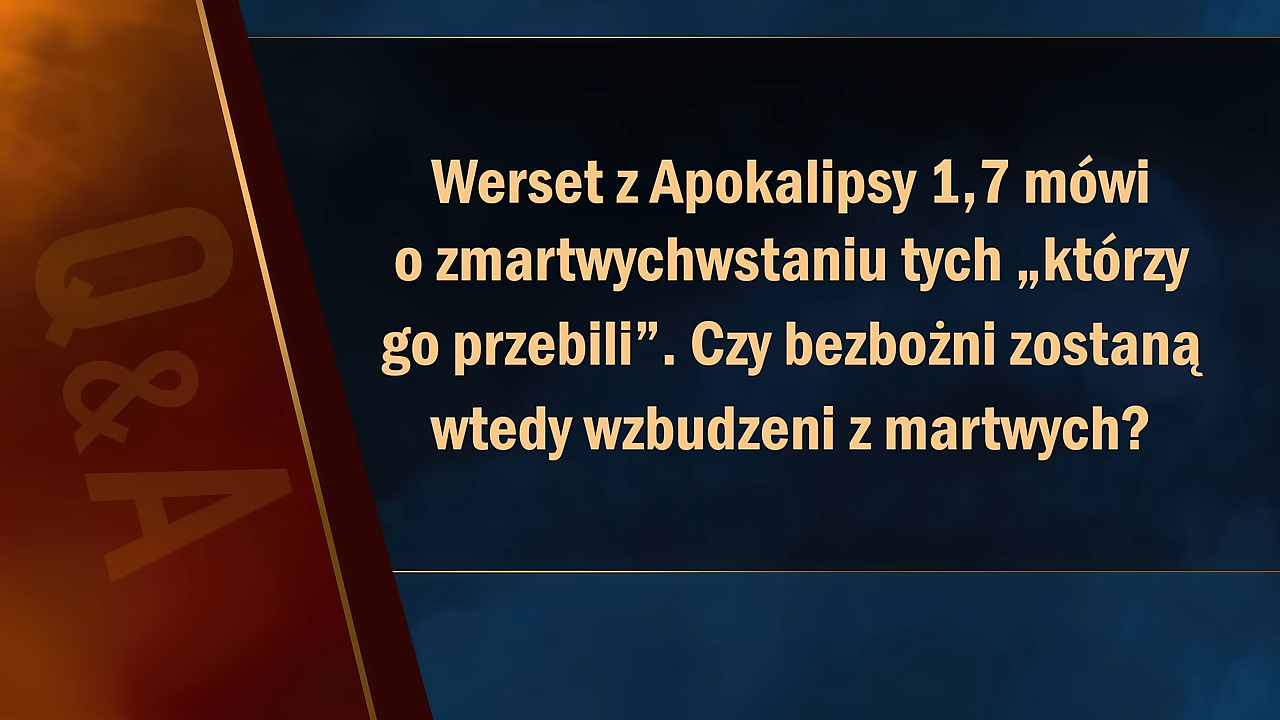 Werset z Apokalipsy 1,7 mówi
o zmartwychwstaniu tych „którzy
go przebili”. Czy bezbożni zostaną
wtedy wzbudzeni z martwych?
Q & A